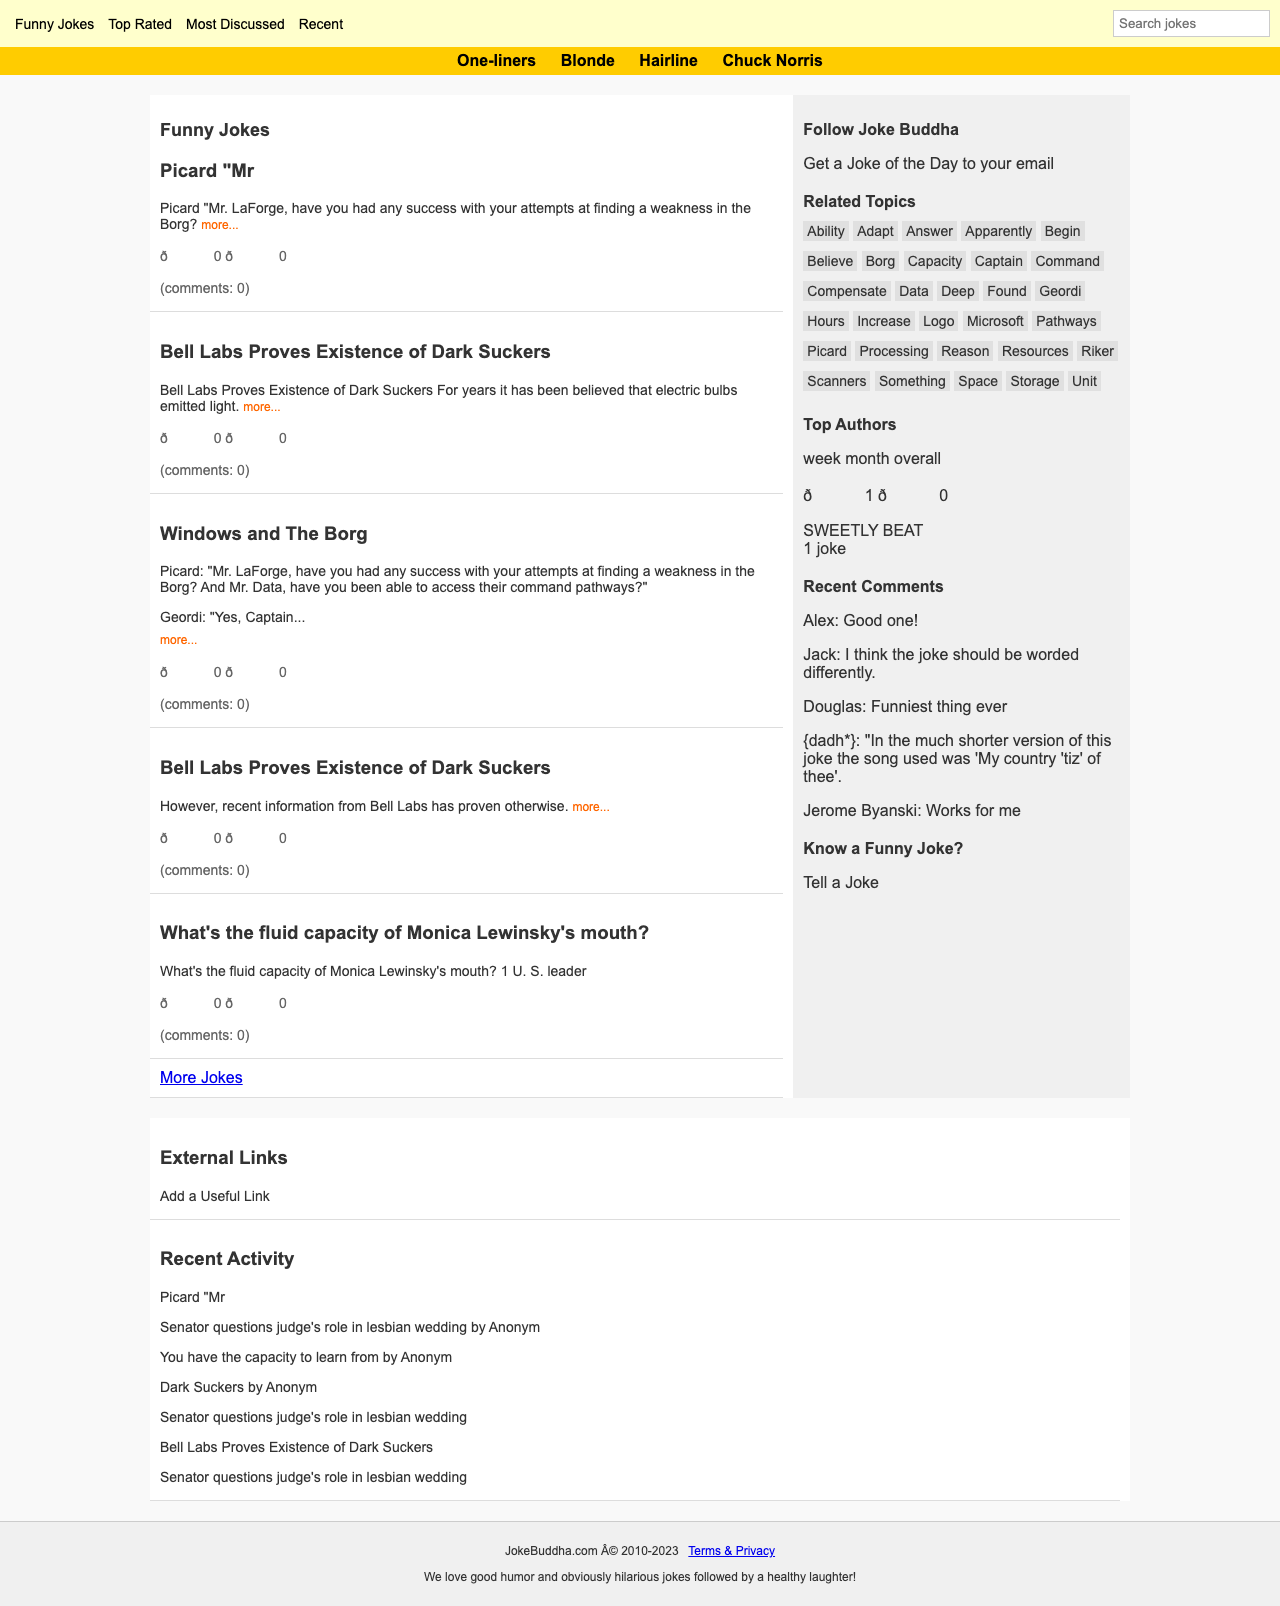 Funny Jokes Top Rated Most Discussed Recent
Search jokes
One-liners Blonde Hairline Chuck Norris
Funny Jokes
Picard "Mr
Picard "Mr. LaForge, have you had any success with your attempts at finding a weakness in the
Borg? more...
ð 0 ð 0
(comments: 0)
Bell Labs Proves Existence of Dark Suckers
Bell Labs Proves Existence of Dark Suckers For years it has been believed that electric bulbs
emitted light. more...
ð 0 ð 0
(comments: 0)
Windows and The Borg
Picard: "Mr. LaForge, have you had any success with your attempts at finding a weakness in the
Borg? And Mr. Data, have you been able to access their command pathways?"
Geordi: "Yes, Captain...
more...
ð 0 ð 0
(comments: 0)
Bell Labs Proves Existence of Dark Suckers
However, recent information from Bell Labs has proven otherwise. more...
ð 0 ð 0
(comments: 0)
What's the fluid capacity of Monica Lewinsky's mouth?
What's the fluid capacity of Monica Lewinsky's mouth? 1 U. S. leader
ð 0 ð 0
(comments: 0)
More Jokes
Follow Joke Buddha
Get a Joke of the Day to your email
Related Topics
Ability Adapt Answer Apparently Begin
Believe Borg Capacity Captain Command
Compensate Data Deep Found Geordi
Hours Increase Logo Microsoft Pathways
Picard Processing Reason Resources Riker
Scanners Something Space Storage Unit
Top Authors
week month overall
ð 1 ð 0
SWEETLY BEAT
1 joke
Recent Comments
Alex: Good one!
Jack: I think the joke should be worded
differently.
Douglas: Funniest thing ever
{dadh*}: "In the much shorter version of this
joke the song used was 'My country 'tiz' of
thee'.
Jerome Byanski: Works for me
Know a Funny Joke?
Tell a Joke
External Links
Add a Useful Link
Recent Activity
Picard "Mr
Senator questions judge's role in lesbian wedding by Anonym
You have the capacity to learn from by Anonym
Dark Suckers by Anonym
Senator questions judge's role in lesbian wedding
Bell Labs Proves Existence of Dark Suckers
Senator questions judge's role in lesbian wedding
JokeBuddha.com Â© 2010-2023 Terms & Privacy
We love good humor and obviously hilarious jokes followed by a healthy laughter!